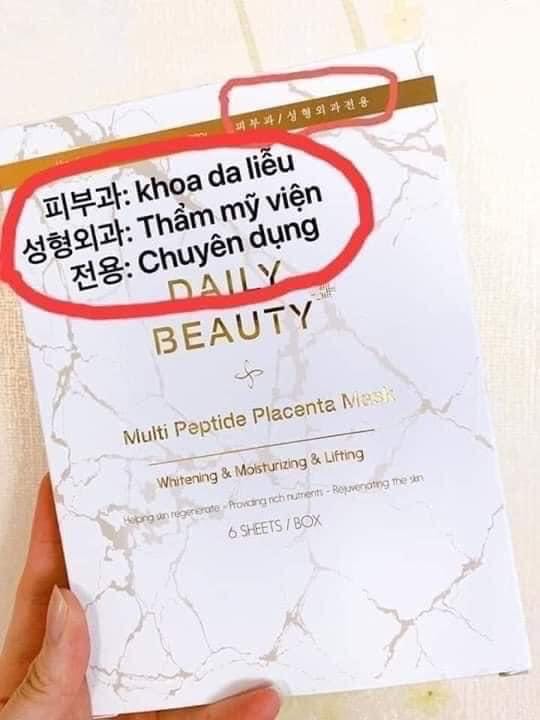 피부과/성형외과전용
피부과: khoa da liễu
성형외과: Thẩm mỹ viện
전용: Chuyên dụng
DAILY
BEAUTY
Multi Peptide Placenta Mask
Whitening & Moisturizing & Lifting
Helping skin regenerate - Providing rich nutrients - Rejuvenating the skin
6 SHEETS / BOX